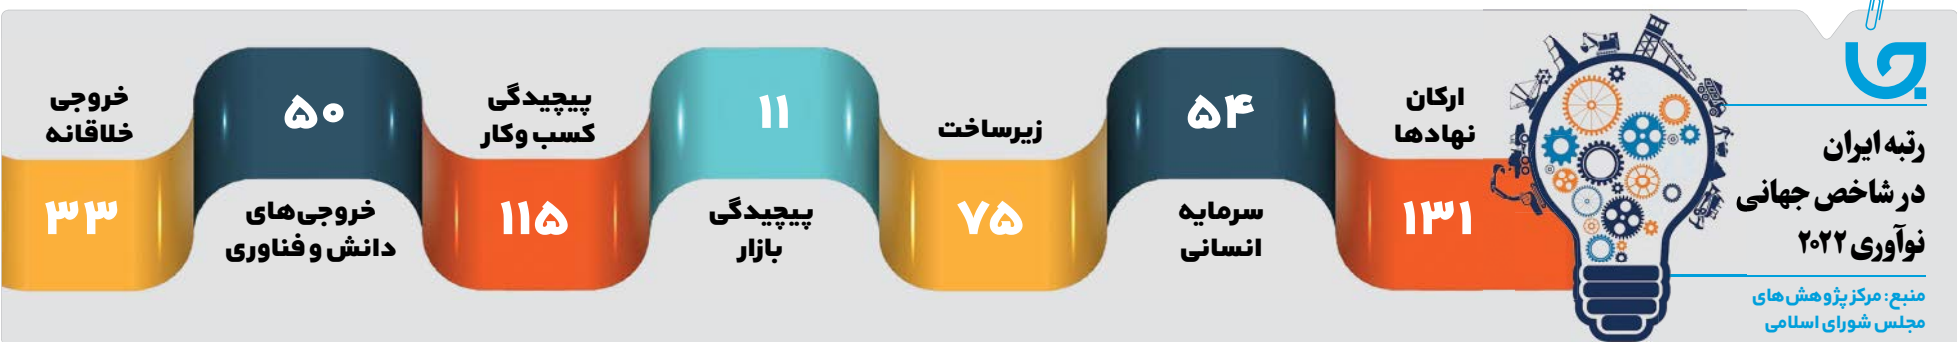 رتبه ایران
در شاخص جهانی
نوآوری ۲۰۲۲
منبع: مرکز پژوهش‌های
مجلس شورای اسلامی
ارکان
نهادها
۱۳۱
۵۴
سرمایه
انسانی
زیرساخت
۷۵
۱۱
پیچیدگی
بازار
پیچیدگی
کسب وکار
۱۱۵
۵۰
خروجی‌های
دانش و فناوری
خروجی
خلاقانه
۳۳